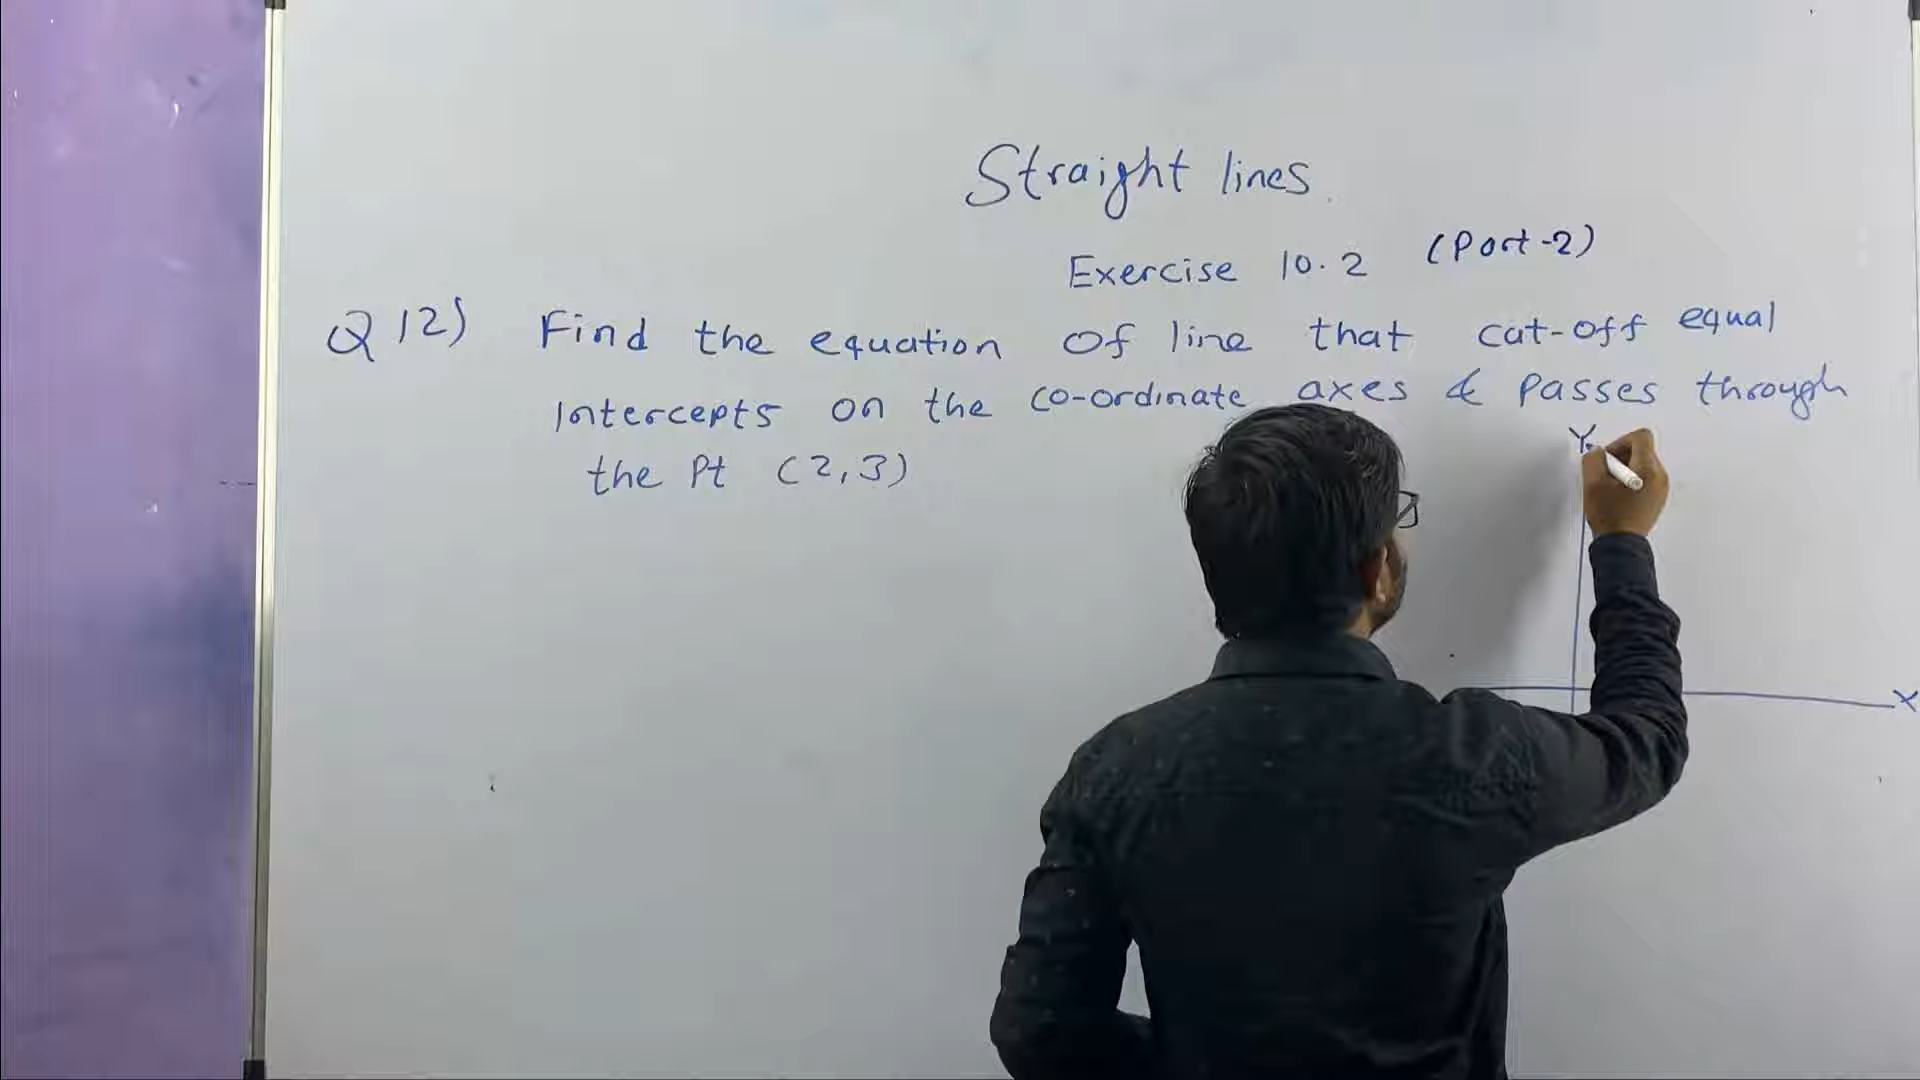 Straight lines
Exercise 10.2 (Part-2)
Q 12) Find the equation of line that cut-off equal
Intercepts on the co-ordinate axes & passes through
the Pt (2,3)
Y
X